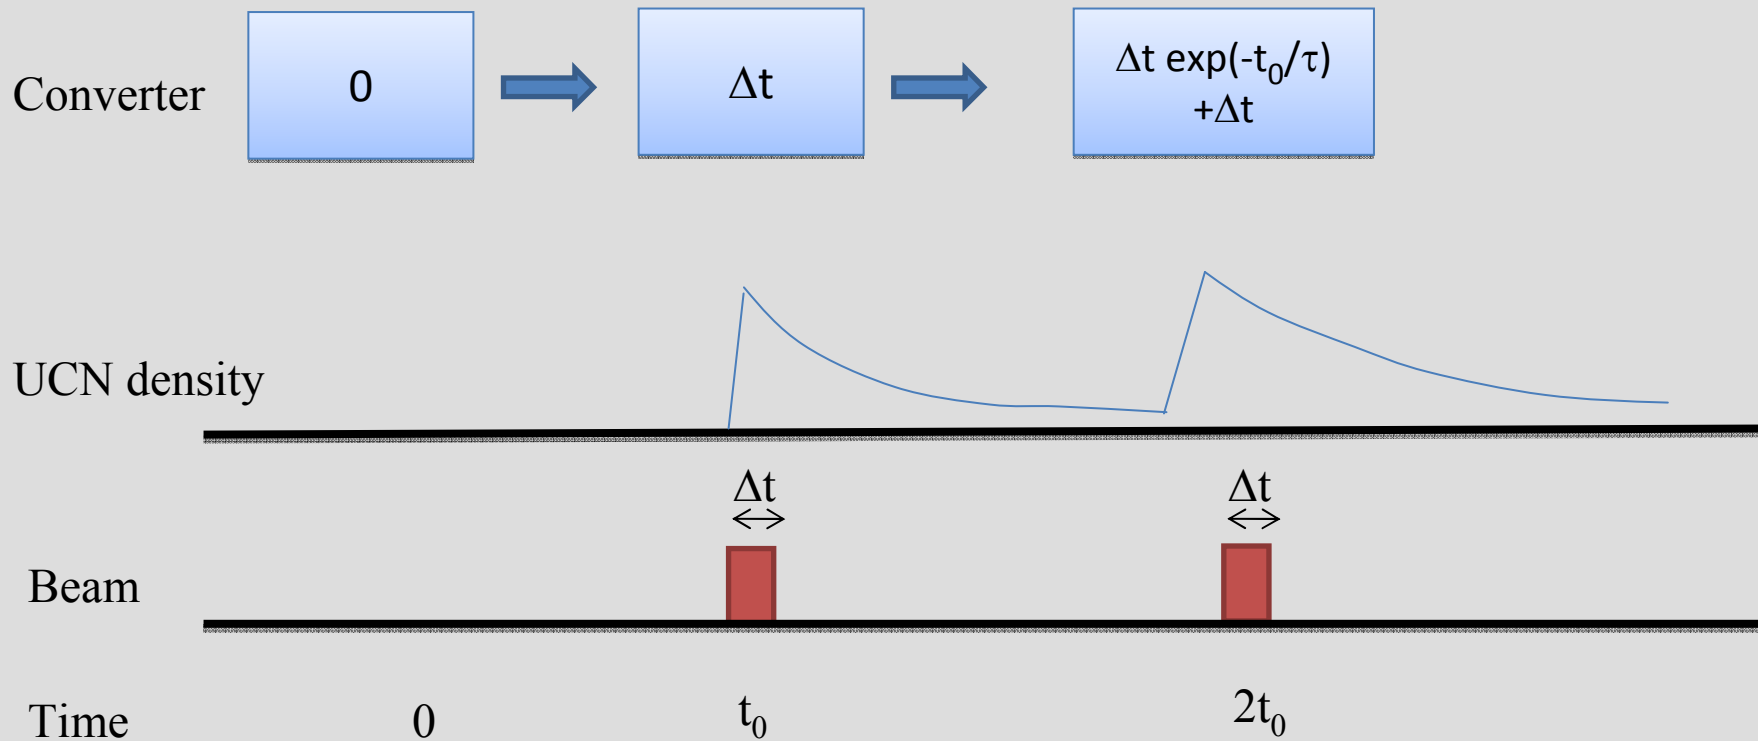 Converter
0
Δt
Δt exp(-t₀/τ)
+Δt
UCN density
Δt
Δt
Beam
Time
0
t₀
2t₀